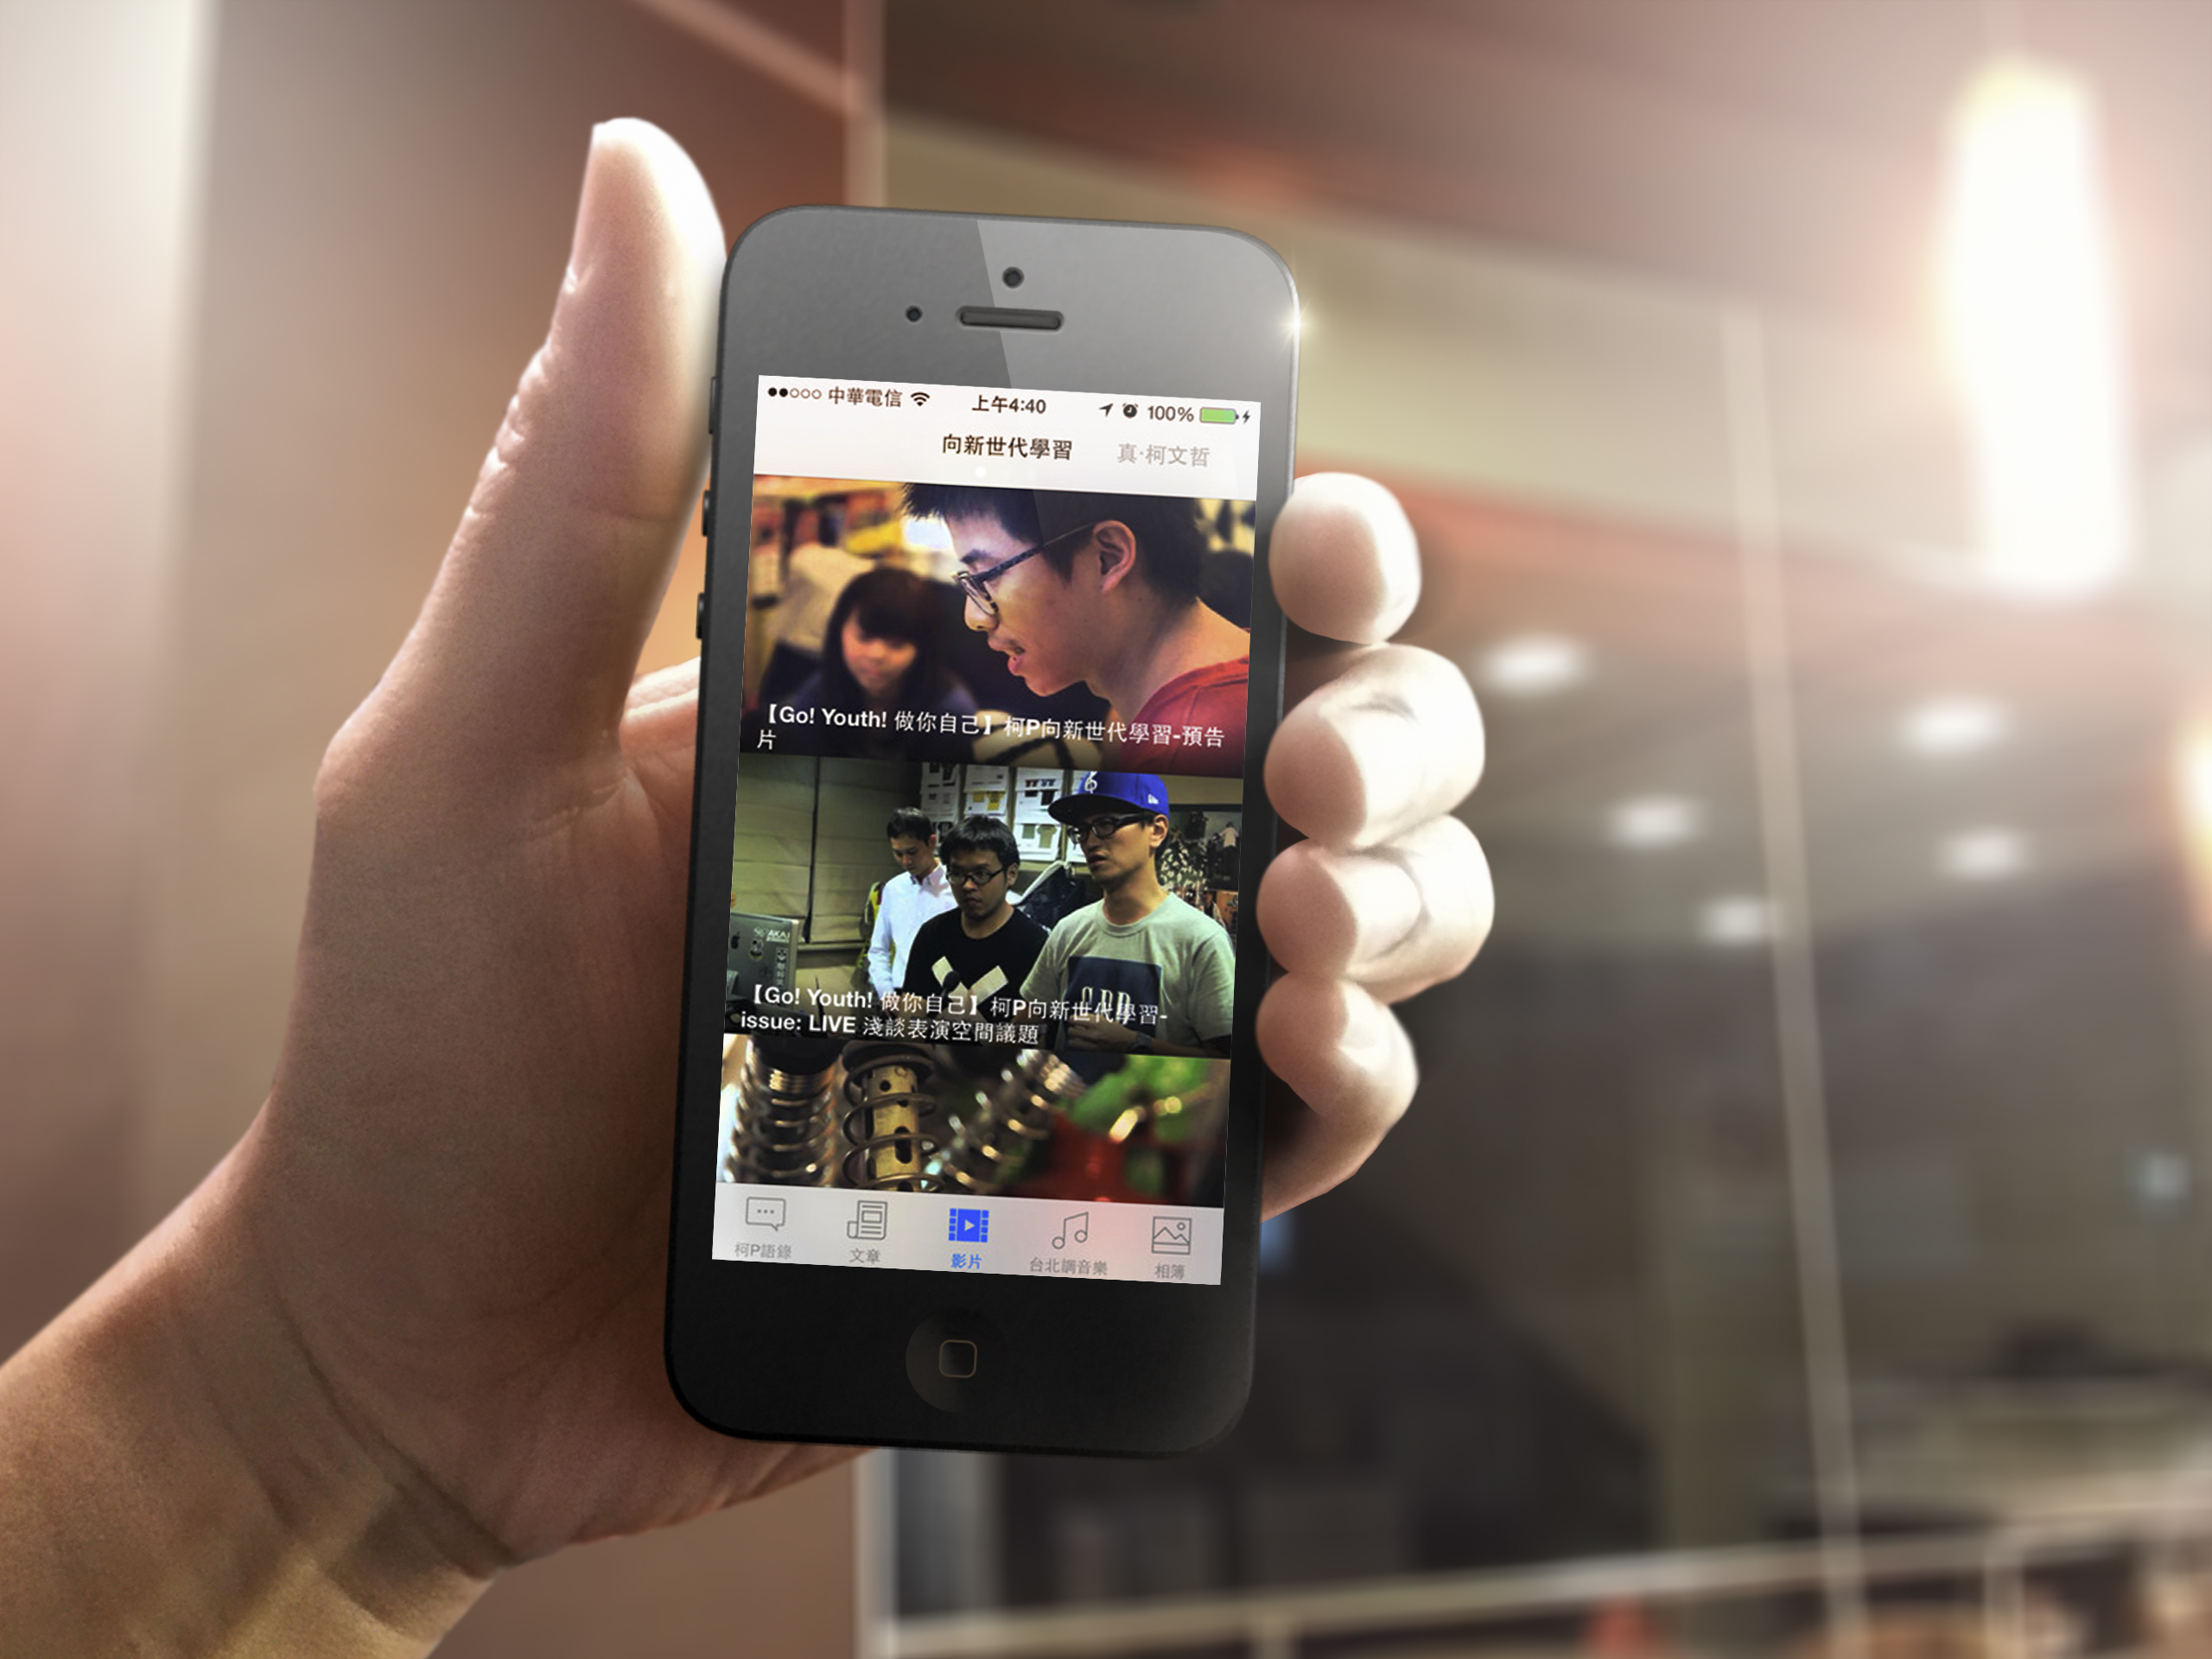 中華電信 上午4:40 100%
向新世代學習 真·柯文哲
【Go! Youth! 做你自己】柯P向新世代學習-預告
片
AKAI
【Go! Youth! 做你自己】柯P向新世代學習-
issue: LIVE 淺談表演空間議題
柯P語錄 文章 影片 台北調音樂 相簿